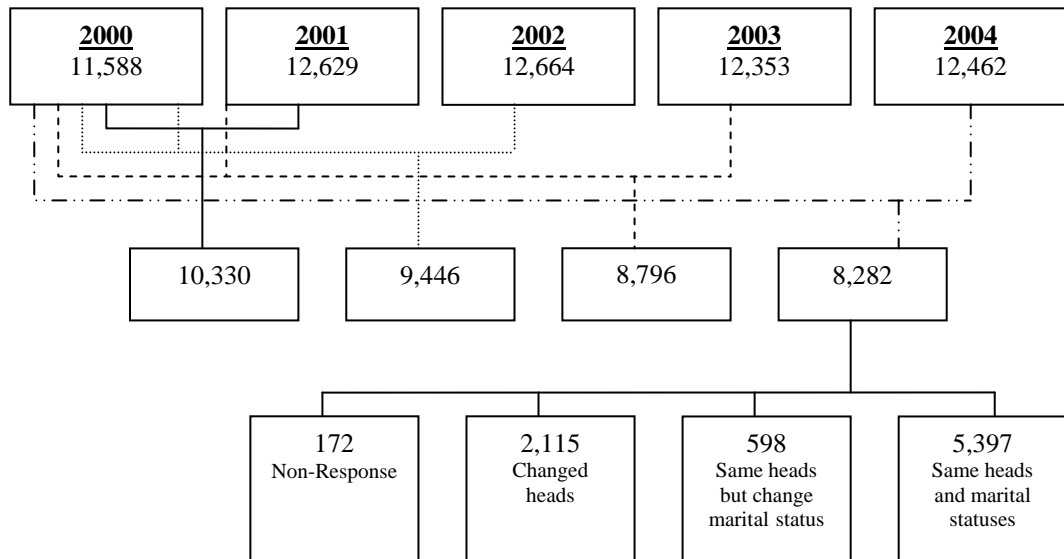 2000
11,588
2001
12,629
2002
12,664
2003
12,353
2004
12,462
10,330
9,446
8,796
8,282
172
Non-Response
2,115
Changed
heads
598
Same heads
but change
marital status
5,397
Same heads
and marital
statuses